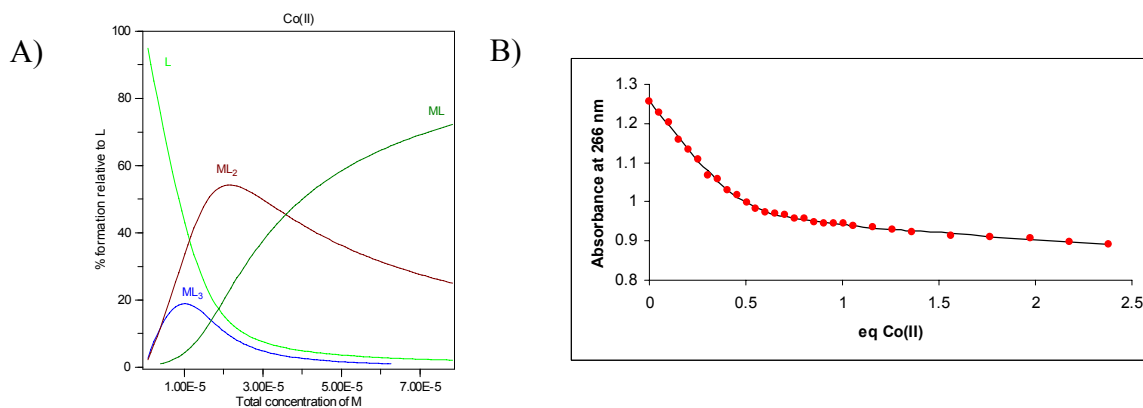 A)
Co(II)
% formation relative to L
100
80
60
40
20
0
L
ML
ML₂
ML₃
1.00E-5 3.00E-5 5.00E-5 7.00E-5
Total concentration of M
B)
Absorbance at 266 nm
1.3
1.2
1.1
1
0.9
0.8
0 0.5 1 1.5 2 2.5
eq Co(II)